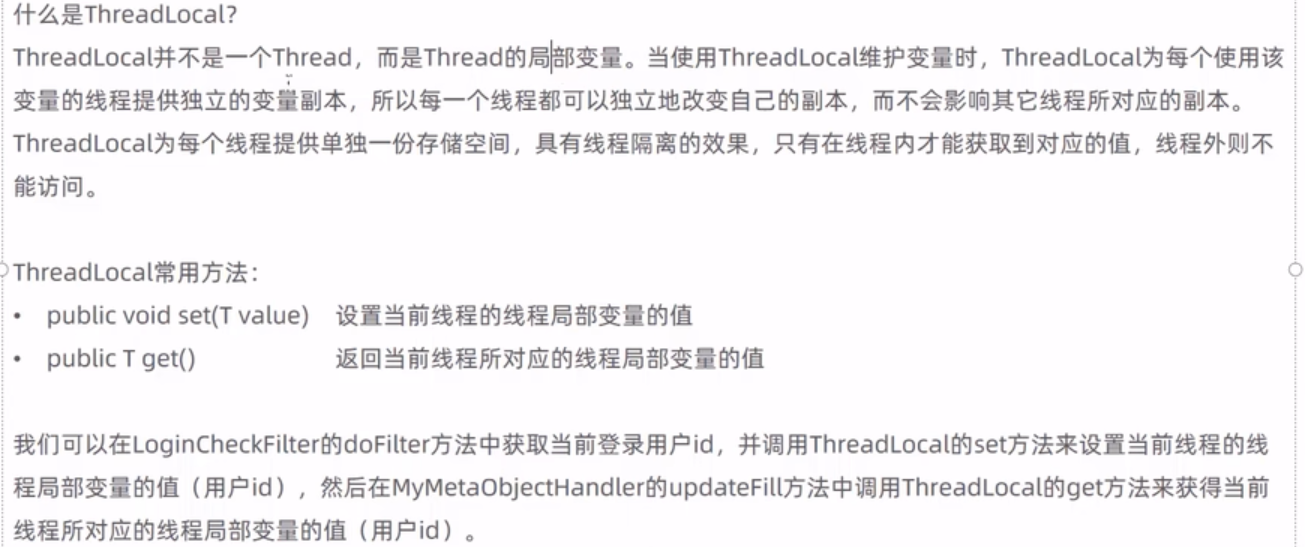 什么是ThreadLocal？
ThreadLocal并不是一个Thread，而是Thread的局部变量。当使用ThreadLocal维护变量时，ThreadLocal为每个使用该
变量的线程提供独立的变量副本，所以每一个线程都可以独立地改变自己的副本，而不会影响其它线程所对应的副本。
ThreadLocal为每个线程提供单独一份存储空间，具有线程隔离的效果，只有在线程内才能获取到对应的值，线程外则不
能访问。
ThreadLocal常用方法：
• public void set(T value) 设置当前线程的线程局部变量的值
• public T get() 返回当前线程所对应的线程局部变量的值
我们可以在LoginCheckFilter的doFilter方法中获取当前登录用户id，并调用ThreadLocal的set方法来设置当前线程的线
程局部变量的值（用户id），然后在MyMetaObjectHandler的updateFill方法中调用ThreadLocal的get方法来获得当前
线程所对应的线程局部变量的值（用户id）。